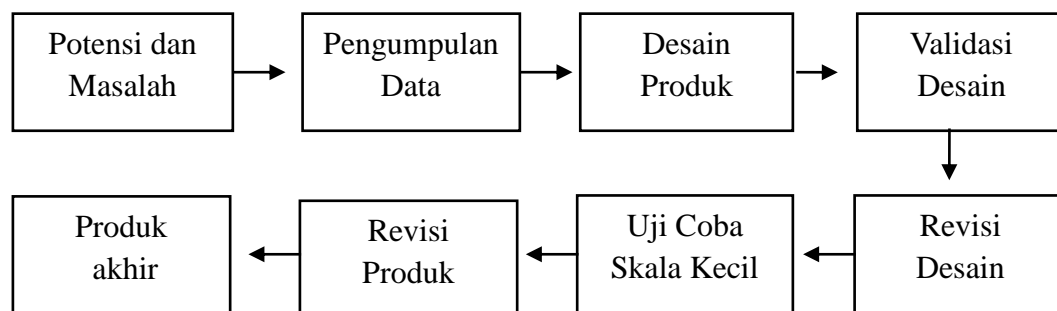 Potensi dan
Masalah
Pengumpulan
Data
Desain
Produk
Validasi
Desain
Revisi
Desain
Uji Coba
Skala Kecil
Revisi
Produk
Produk
akhir